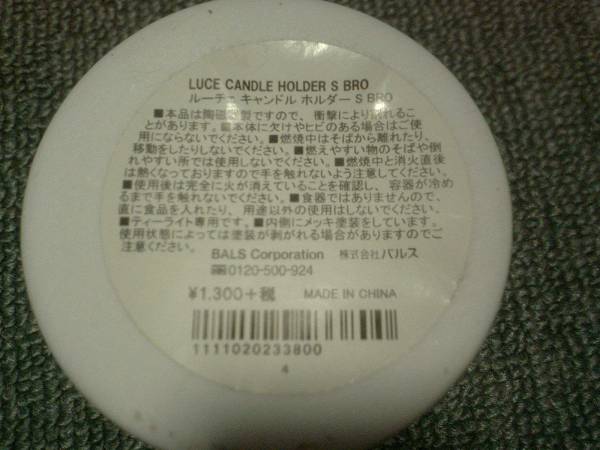 LUCE CANDLE HOLDER S BRO
ルーチェ キャンドル ホルダー S BRO
■本品は陶磁器製ですので、衝撃により割れるこ
とがあります。■本体に欠けやヒビのある場合はご使
用にならないでください。■燃焼中はそばから離れたり、
移動をしたりしないでください。■燃えやすい物のそばや倒
れやすい所では使用しないでください。■燃焼中と消火直後
は熱くなっておりますので手を触れないよう注意してください。
■使用後は完全に火が消えていることを確認し、容器が冷め
るまで手を触れないでください。■食器ではありませんので、
直に食品を入れたり、用途以外の使用はしないでください。
■ティーライト専用です。■内側にメッキ塗装をしています。
使用状態によっては塗装が剥がれる場合がありますのでご
注意ください。
BALS Corporation 株式会社バルス
0120-500-924
¥1,300+税 MADE IN CHINA
1111020233800
4